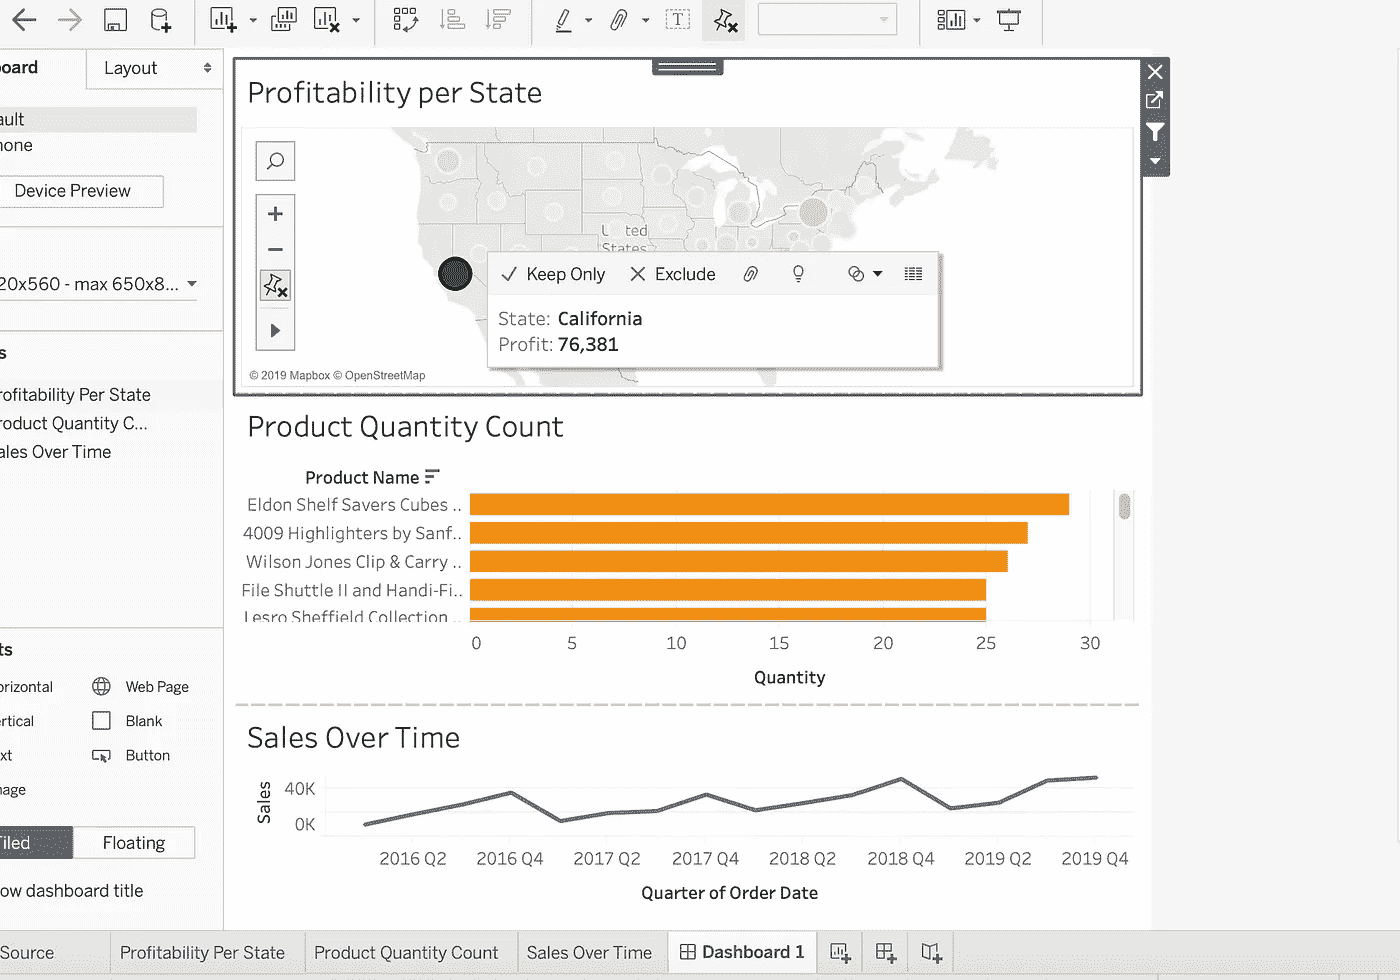 T
oard
Layout
ault
hone
Device Preview
20x560 - max 650x8...
s
rofitability Per State
roduct Quantity C...
ales Over Time
ts
orizontal
Web Page
ertical
Blank
xt
Button
mage
Tiled
Floating
ow dashboard title
Profitability per State
U ted
States
Keep Only
Exclude
State: California
Profit: 76,381
© 2019 Mapbox © OpenStreetMap
Product Quantity Count
Product Name
Eldon Shelf Savers Cubes ..
4009 Highlighters by Sanf..
Wilson Jones Clip & Carry ..
File Shuttle II and Handi-Fi..
Lesro Sheffield Collection ..
0 5 10 15 20 25 30
Quantity
Sales Over Time
Sales
40K
0K
2016 Q2 2016 Q4 2017 Q2 2017 Q4 2018 Q2 2018 Q4 2019 Q2 2019 Q4
Quarter of Order Date
Source
Profitability Per State
Product Quantity Count
Sales Over Time
Dashboard 1